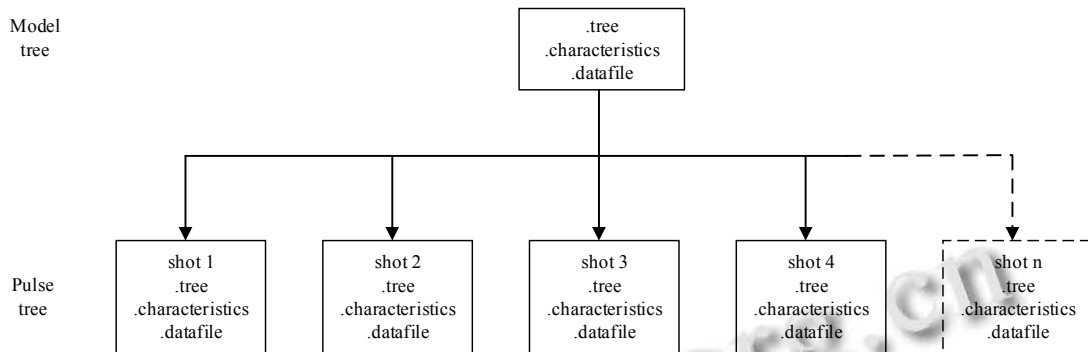 Model
tree
.tree
.characteristics
.datafile
Pulse
tree
shot 1
.tree
.characteristics
.datafile
shot 2
.tree
.characteristics
.datafile
shot 3
.tree
.characteristics
.datafile
shot 4
.tree
.characteristics
.datafile
shot n
.tree
.characteristics
.datafile